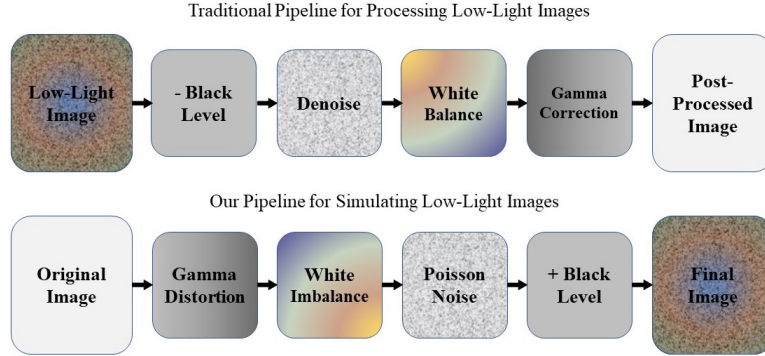 Traditional Pipeline for Processing Low-Light Images
Low-Light
Image
- Black
Level
Denoise
White
Balance
Gamma
Correction
Post-
Processed
Image
Our Pipeline for Simulating Low-Light Images
Original
Image
Gamma
Distortion
White
Imbalance
Poisson
Noise
+ Black
Level
Final
Image